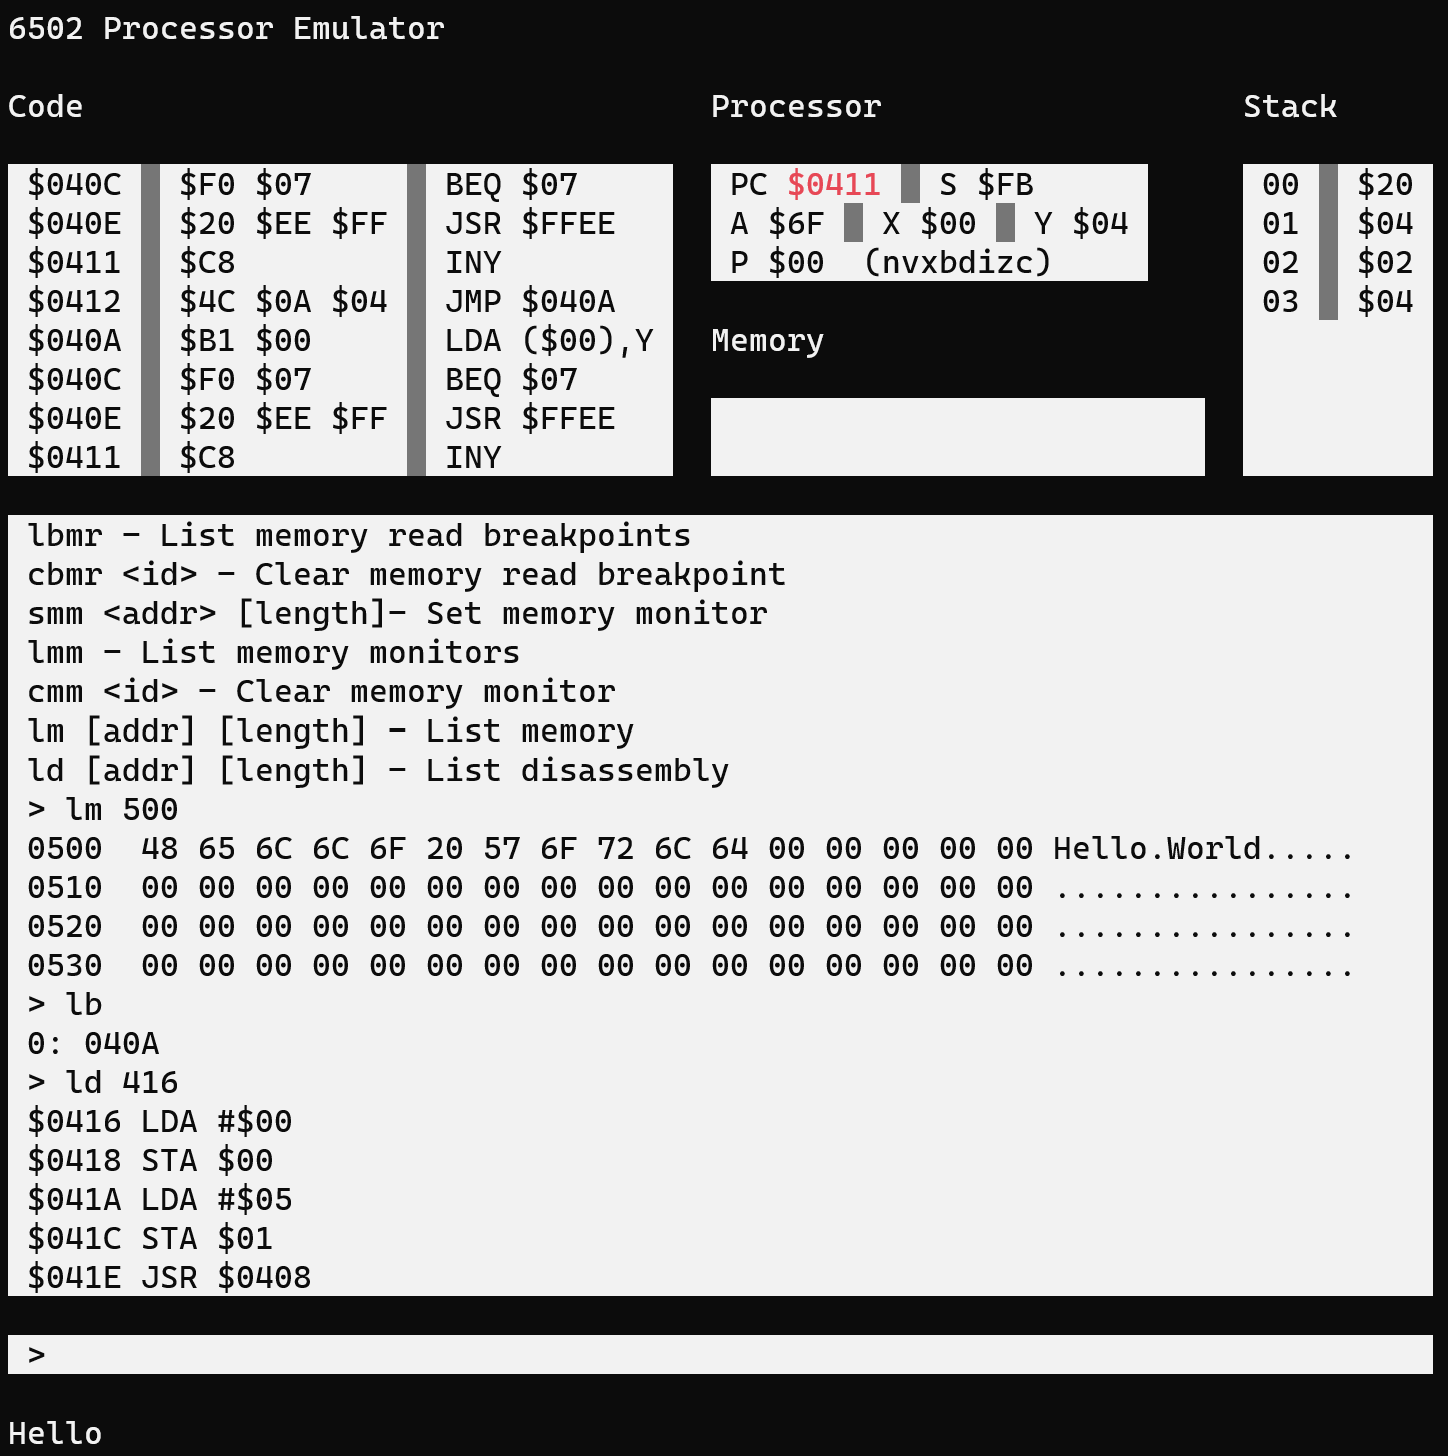 6502 Processor Emulator
Code
$040C $F0 $07 BEQ $07
$040E $20 $EE $FF JSR $FFEE
$0411 $C8 INY
$0412 $4C $0A $04 JMP $040A
$040A $B1 $00 LDA ($00),Y
$040C $F0 $07 BEQ $07
$040E $20 $EE $FF JSR $FFEE
$0411 $C8 INY
Processor
PC $0411 S $FB
A $6F X $00 Y $04
P $00 (nvxbdizc)
Memory
Stack
00 $20
01 $04
02 $02
03 $04
lbmr - List memory read breakpoints
cbmr <id> - Clear memory read breakpoint
smm <addr> [length]- Set memory monitor
lmm - List memory monitors
cmm <id> - Clear memory monitor
lm [addr] [length] - List memory
ld [addr] [length] - List disassembly
> lm 500
0500 48 65 6C 6C 6F 20 57 6F 72 6C 64 00 00 00 00 00 Hello.World.....
0510 00 00 00 00 00 00 00 00 00 00 00 00 00 00 00 00 ................
0520 00 00 00 00 00 00 00 00 00 00 00 00 00 00 00 00 ................
0530 00 00 00 00 00 00 00 00 00 00 00 00 00 00 00 00 ................
> lb
0: 040A
> ld 416
$0416 LDA #$00
$0418 STA $00
$041A LDA #$05
$041C STA $01
$041E JSR $0408
>
Hello